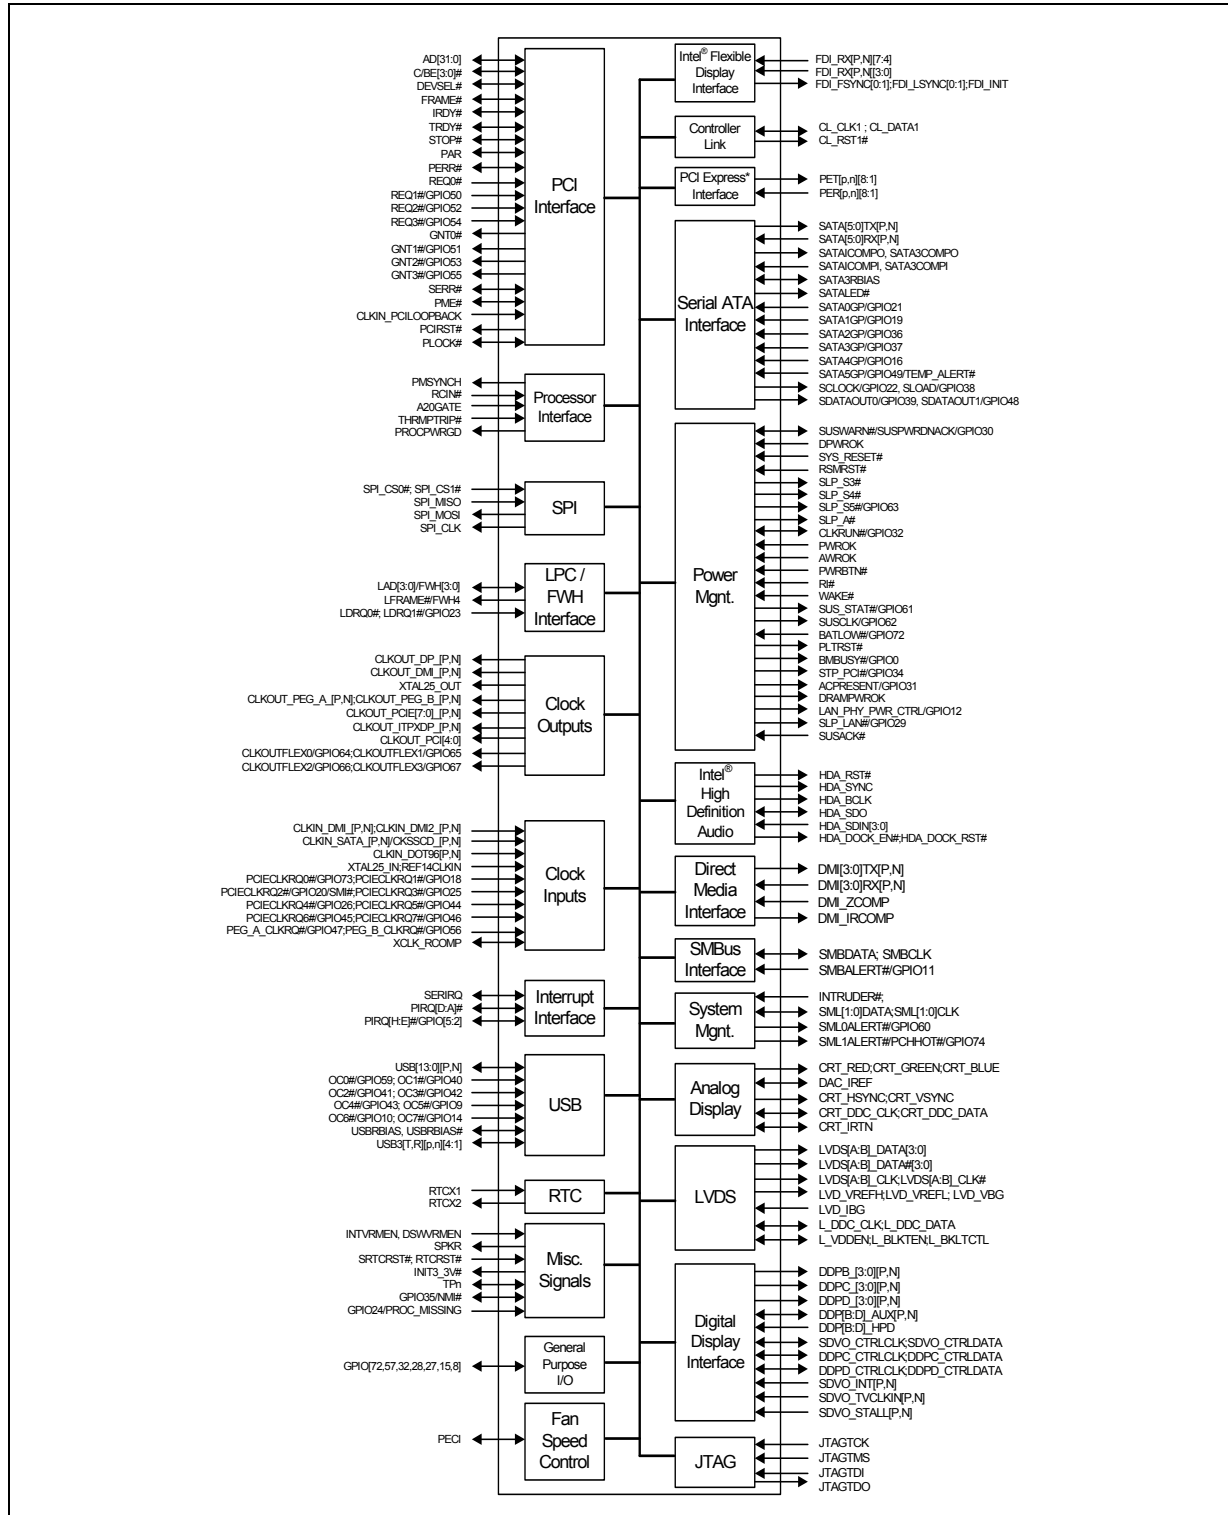 AD[31:0]
C/BE[3:0]#
DEVSEL#
FRAME#
IRDY#
TRDY#
STOP#
PAR
PERR#
REQ0#
REQ1#/GPIO50
REQ2#/GPIO52
REQ3#/GPIO54
GNT0#
GNT1#/GPIO51
GNT2#/GPIO53
GNT3#/GPIO55
SERR#
PME#
CLKIN_PCILOOPBACK
PCIRST#
PLOCK#
PCI
Interface
PMSYNCH
RCIN#
A20GATE
THRMPTRIP#
PROCPWRGD
Processor
Interface
SPI_CS0#; SPI_CS1#
SPI_MISO
SPI_MOSI
SPI_CLK
SPI
LAD[3:0]/FWH[3:0]
LFRAME#/FWH4
LDRQ0#; LDRQ1#/GPIO23
LPC /
FWH
Interface
CLKOUT_DP_[P,N]
CLKOUT_DMI_[P,N]
XTAL25_OUT
CLKOUT_PEG_A_[P,N];CLKOUT_PEG_B_[P,N]
CLKOUT_PCIE[7:0]_[P,N]
CLKOUT_ITPXDP_[P,N]
CLKOUT_PCI[4:0]
CLKOUTFLEX0/GPIO64;CLKOUTFLEX1/GPIO65
CLKOUTFLEX2/GPIO66;CLKOUTFLEX3/GPIO67
Clock
Outputs
CLKIN_DMI_[P,N];CLKIN_DMI2_[P,N]
CLKIN_SATA_[P,N]/CKSSCD_[P,N]
CLKIN_DOT96[P,N]
XTAL25_IN;REF14CLKIN
PCIECLKRQ0#/GPIO73;PCIECLKRQ1#/GPIO18
PCIECLKRQ2#/GPIO20/SMI#;PCIECLKRQ3#/GPIO25
PCIECLKRQ4#/GPIO26;PCIECLKRQ5#/GPIO44
PCIECLKRQ6#/GPIO45;PCIECLKRQ7#/GPIO46
PEG_A_CLKRQ#/GPIO47;PEG_B_CLKRQ#/GPIO56
XCLK_RCOMP
Clock
Inputs
SERIRQ
PIRQ[D:A]#
PIRQ[H:E]#/GPIO[5:2]
Interrupt
Interface
USB[13:0][P,N]
OC0#/GPIO59; OC1#/GPIO40
OC2#/GPIO41; OC3#/GPIO42
OC4#/GPIO43; OC5#/GPIO9
OC6#/GPIO10; OC7#/GPIO14
USBRBIAS, USBRBIAS#
USB3[T,R][p,n][4:1]
USB
RTCX1
RTCX2
RTC
INTVRMEN, DSWVRMEN
SPKR
SRTCRST#; RTCRST#
INIT3_3V#
TPn
GPIO35/NMI#
GPIO24/PROC_MISSING
Misc.
Signals
GPIO[72,57,32,28,27,15,8]
General
Purpose
I/O
PECI
Fan
Speed
Control
Intel® Flexible
Display
Interface
FDI_RX[P,N][7:4]
FDI_RX[P,N[[3:0]
FDI_FSYNC[0:1];FDI_LSYNC[0:1];FDI_INIT
Controller
Link
CL_CLK1 ; CL_DATA1
CL_RST1#
PCI Express*
Interface
PET[p,n][8:1]
PER[p,n][8:1]
Serial ATA
Interface
SATA[5:0]TX[P,N]
SATA[5:0]RX[P,N]
SATAICOMPO, SATA3COMPO
SATAICOMPI, SATA3COMPI
SATA3RBIAS
SATALED#
SATA0GP/GPIO21
SATA1GP/GPIO19
SATA2GP/GPIO36
SATA3GP/GPIO37
SATA4GP/GPIO16
SATA5GP/GPIO49/TEMP_ALERT#
SCLOCK/GPIO22, SLOAD/GPIO38
SDATAOUT0/GPIO39, SDATAOUT1/GPIO48
Power
Mgnt.
SUSWARN#/SUSPWRDNACK/GPIO30
DPWROK
SYS_RESET#
RSMRST#
SLP_S3#
SLP_S4#
SLP_S5#/GPIO63
SLP_A#
CLKRUN#/GPIO32
PWROK
AWROK
PWRBTN#
RI#
WAKE#
SUS_STAT#/GPIO61
SUSCLK/GPIO62
BATLOW#/GPIO72
PLTRST#
BMBUSY#/GPIO0
STP_PCI#/GPIO34
ACPRESENT/GPIO31
DRAMPWROK
LAN_PHY_PWR_CTRL/GPIO12
SLP_LAN#/GPIO29
SUSACK#
Intel®
High
Definition
Audio
HDA_RST#
HDA_SYNC
HDA_BCLK
HDA_SDO
HDA_SDIN[3:0]
HDA_DOCK_EN#;HDA_DOCK_RST#
Direct
Media
Interface
DMI[3:0]TX[P,N]
DMI[3:0]RX[P,N]
DMI_ZCOMP
DMI_IRCOMP
SMBus
Interface
SMBDATA; SMBCLK
SMBALERT#/GPIO11
System
Mgnt.
INTRUDER#;
SML[1:0]DATA;SML[1:0]CLK
SML0ALERT#/GPIO60
SML1ALERT#/PCHHOT#/GPIO74
Analog
Display
CRT_RED;CRT_GREEN;CRT_BLUE
DAC_IREF
CRT_HSYNC;CRT_VSYNC
CRT_DDC_CLK;CRT_DDC_DATA
CRT_IRTN
LVDS
LVDS[A:B]_DATA[3:0]
LVDS[A:B]_DATA#[3:0]
LVDS[A:B]_CLK;LVDS[A:B]_CLK#
LVD_VREFH;LVD_VREFL; LVD_VBG
LVD_IBG
L_DDC_CLK;L_DDC_DATA
L_VDDEN;L_BLKTEN;L_BKLTCTL
Digital
Display
Interface
DDPB_[3:0][P,N]
DDPC_[3:0][P,N]
DDPD_[3:0][P,N]
DDP[B:D]_AUX[P,N]
DDP[B:D]_HPD
SDVO_CTRLCLK;SDVO_CTRLDATA
DDPC_CTRLCLK;DDPC_CTRLDATA
DDPD_CTRLCLK;DDPD_CTRLDATA
SDVO_INT[P,N]
SDVO_TVCLKIN[P,N]
SDVO_STALL[P,N]
JTAG
JTAGTCK
JTAGTMS
JTAGTDI
JTAGTDO